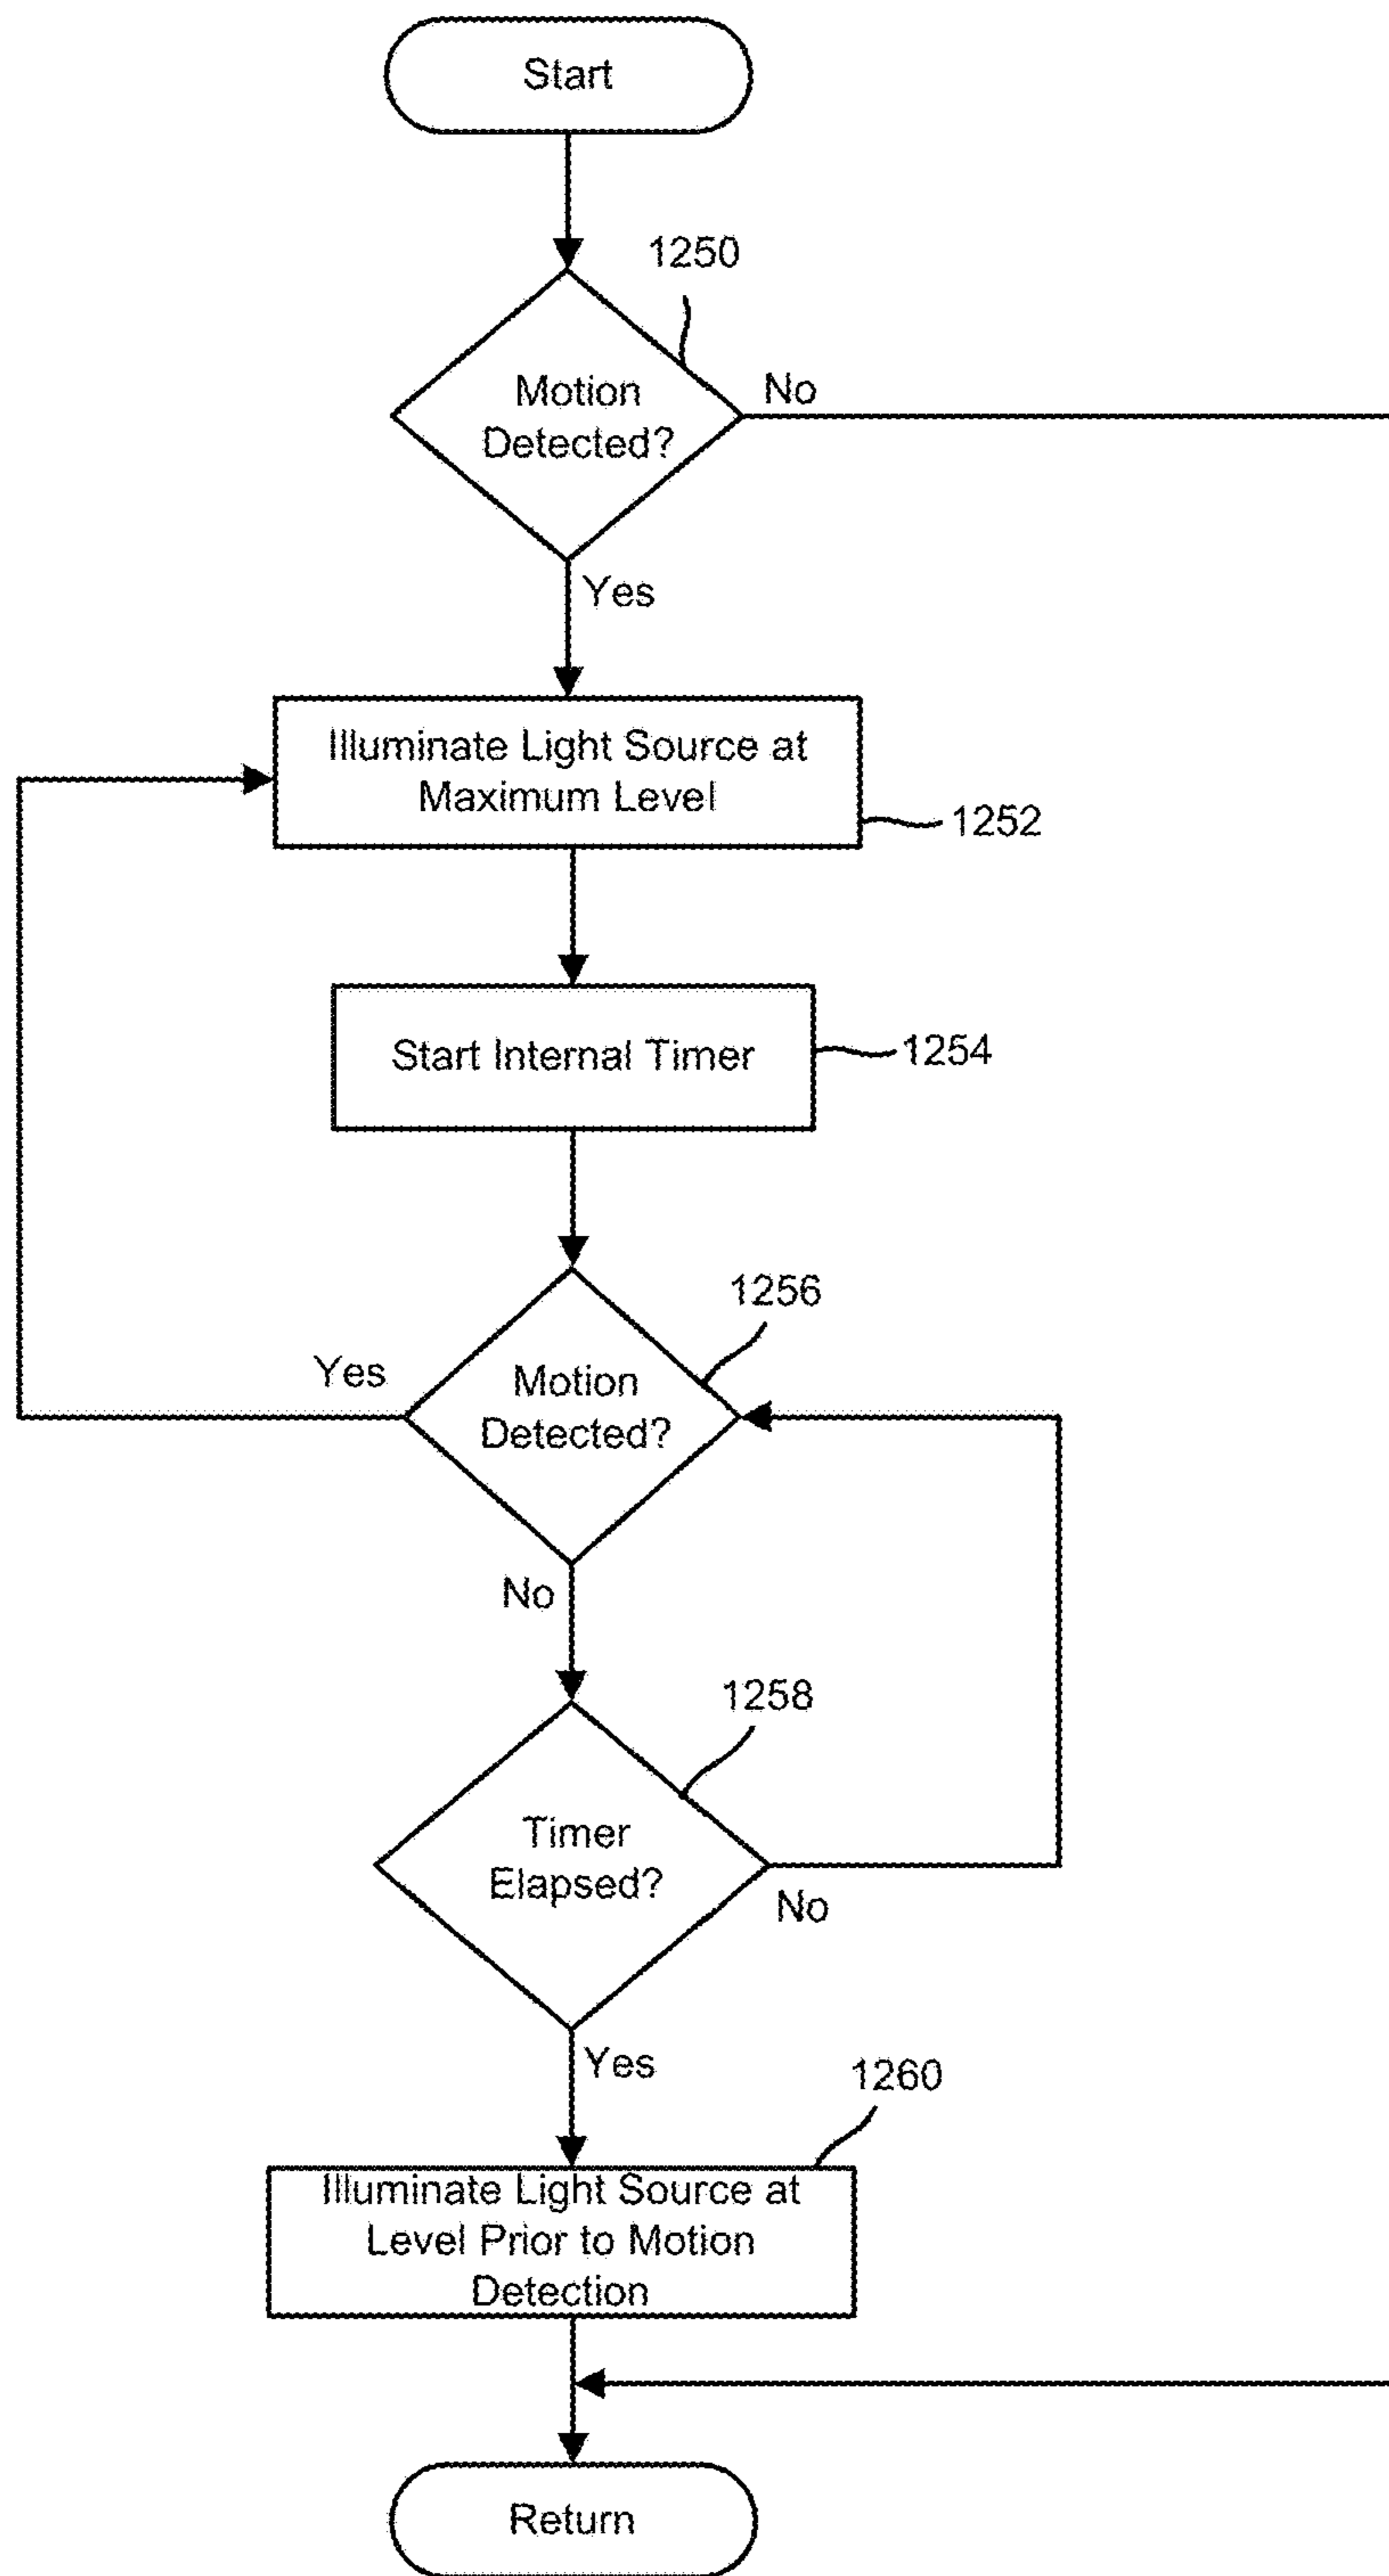 Start
1250
Motion
Detected?
No
Yes
Illuminate Light Source at
Maximum Level
1252
Start Internal Timer
1254
1256
Yes
Motion
Detected?
No
1258
Timer
Elapsed?
No
Yes
1260
Illuminate Light Source at
Level Prior to Motion
Detection
Return